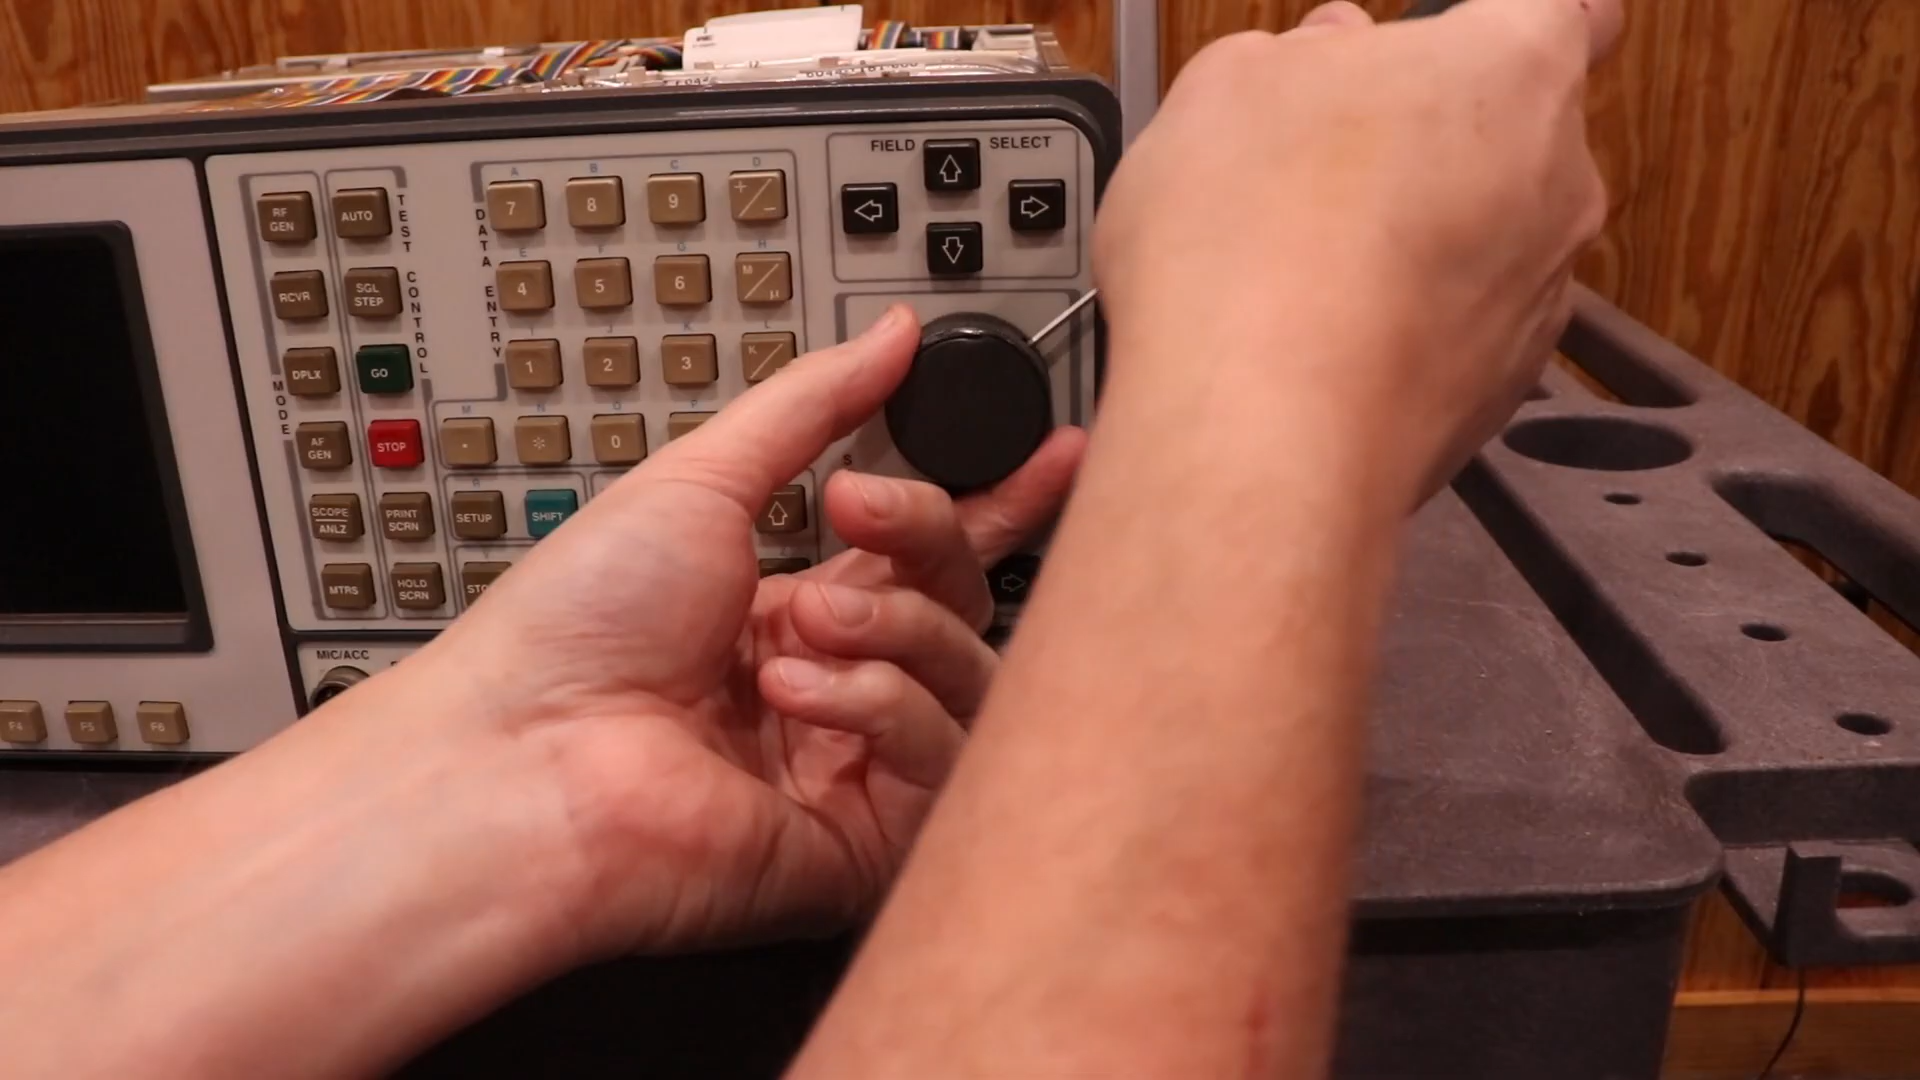 FIELD SELECT
A B C D
RF
GEN
AUTO
TEST CONTROL
DATA ENTRY
7 8 9 +/−
E F G H
RCVR
SGL
STEP
4 5 6 M/μ
I J K L
DPLX
GO
1 2 3 K/
MODE
M N O P
AF
GEN
STOP
. * 0
S
R
SCOPE
ANLZ
PRINT
SCRN
SETUP
SHIFT
Y
MTRS
HOLD
SCRN
STO
MIC/ACC
F4 F5 F6